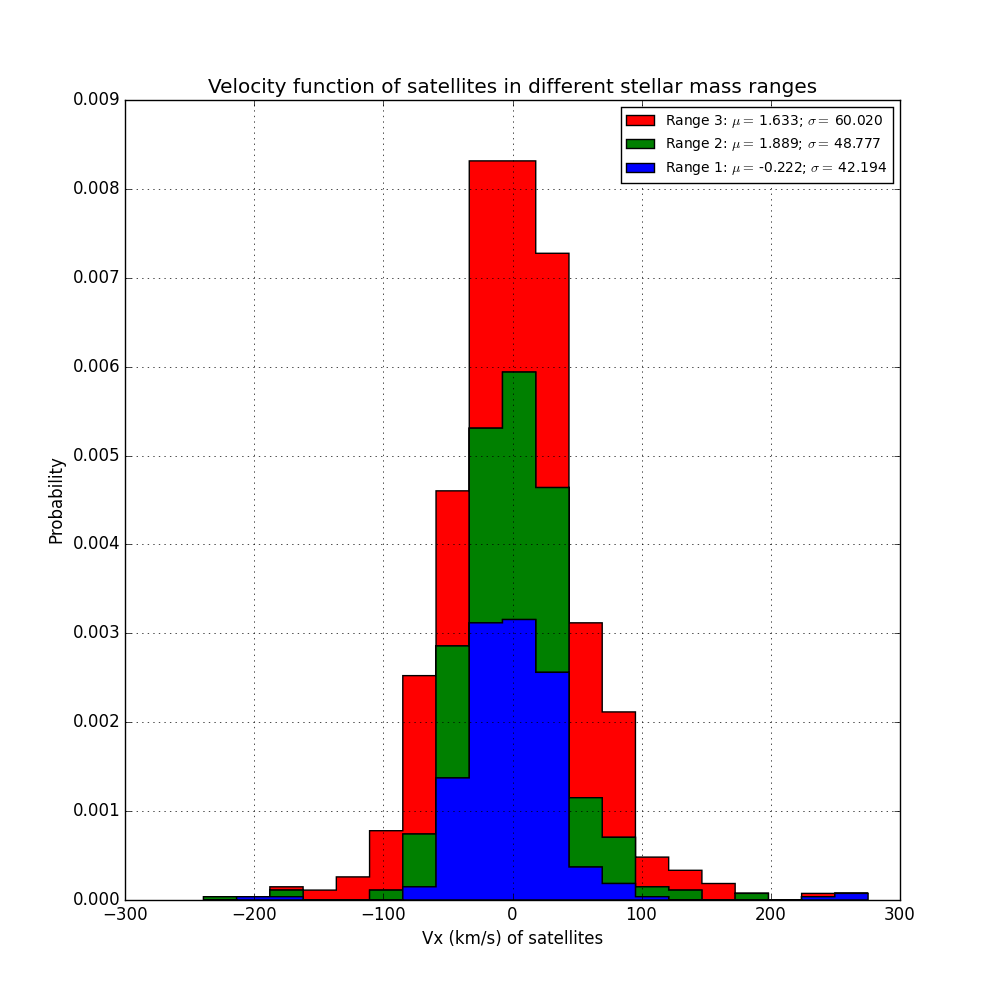 Velocity function of satellites in different stellar mass ranges
0.009
Range 3: μ = 1.633; σ = 60.020
Range 2: μ = 1.889; σ = 48.777
Range 1: μ = -0.222; σ = 42.194
0.008
0.007
0.006
0.005
Probability
0.004
0.003
0.002
0.001
0.000
−300 −200 −100 0 100 200 300
Vx (km/s) of satellites